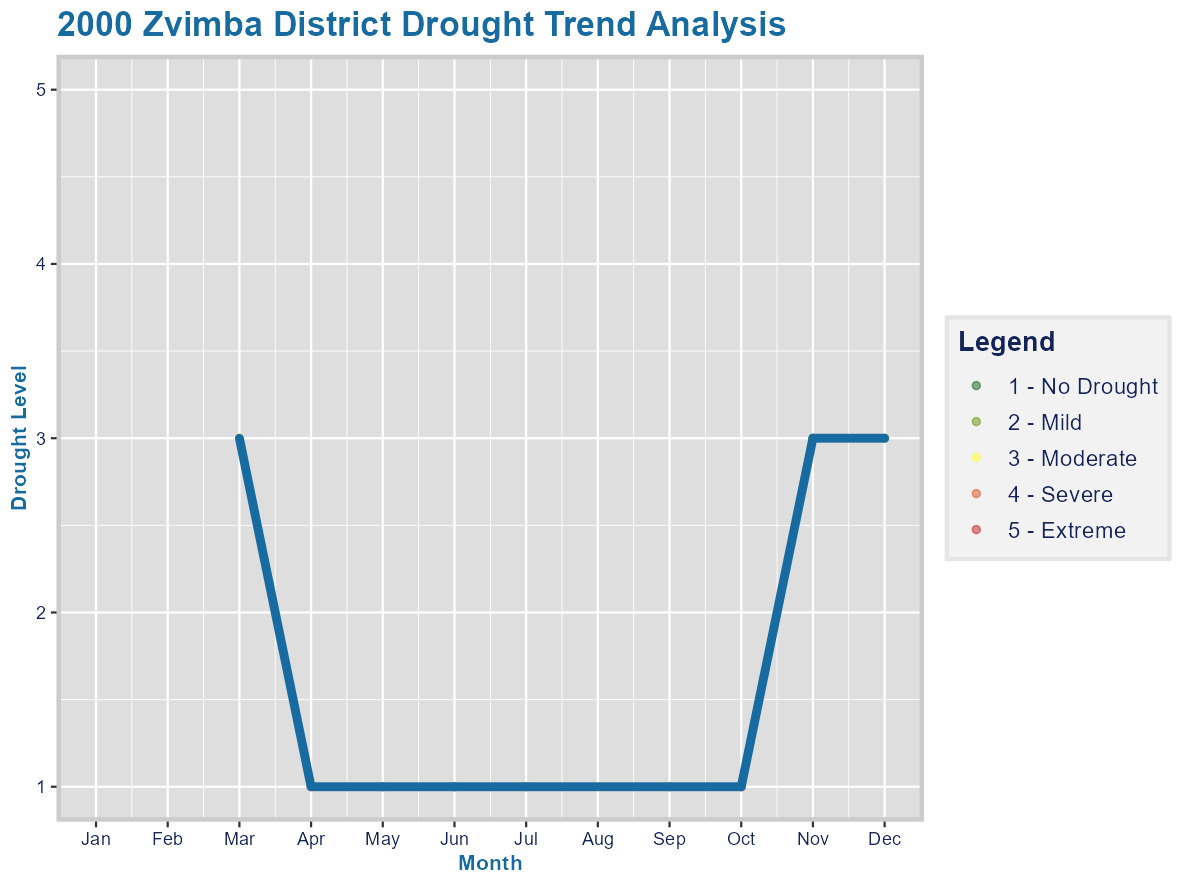 2000 Zvimba District Drought Trend Analysis
5
4
3
2
1
Drought Level
Jan Feb Mar Apr May Jun Jul Aug Sep Oct Nov Dec
Month
Legend
1 - No Drought
2 - Mild
3 - Moderate
4 - Severe
5 - Extreme